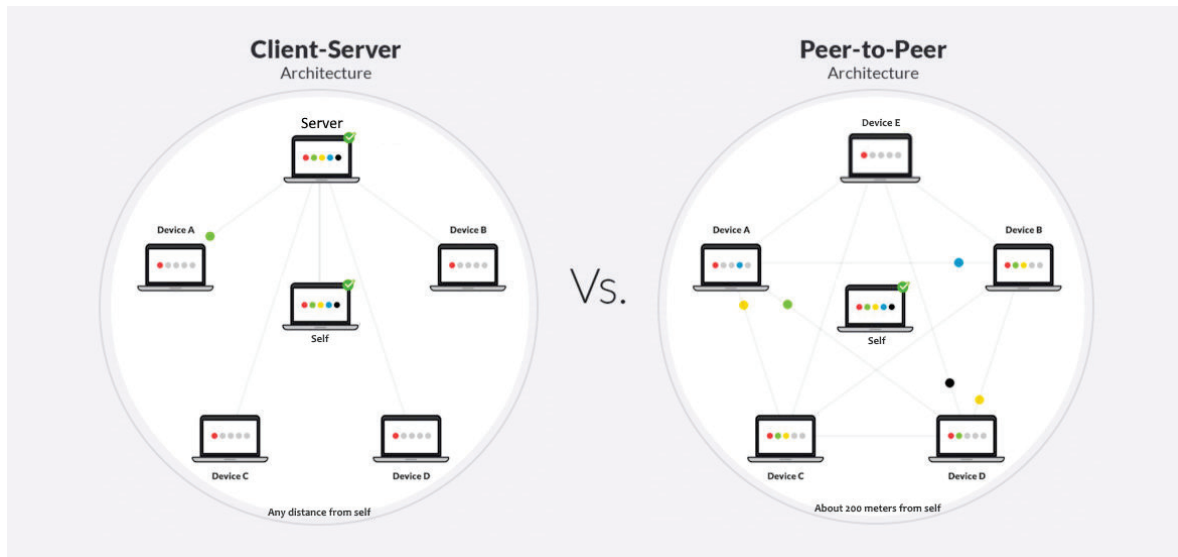 Client-Server
Architecture
Server
Device A
Device B
Self
Device C
Device D
Any distance from self
Vs.
Peer-to-Peer
Architecture
Device E
Device A
Device B
Self
Device C
Device D
About 200 meters from self